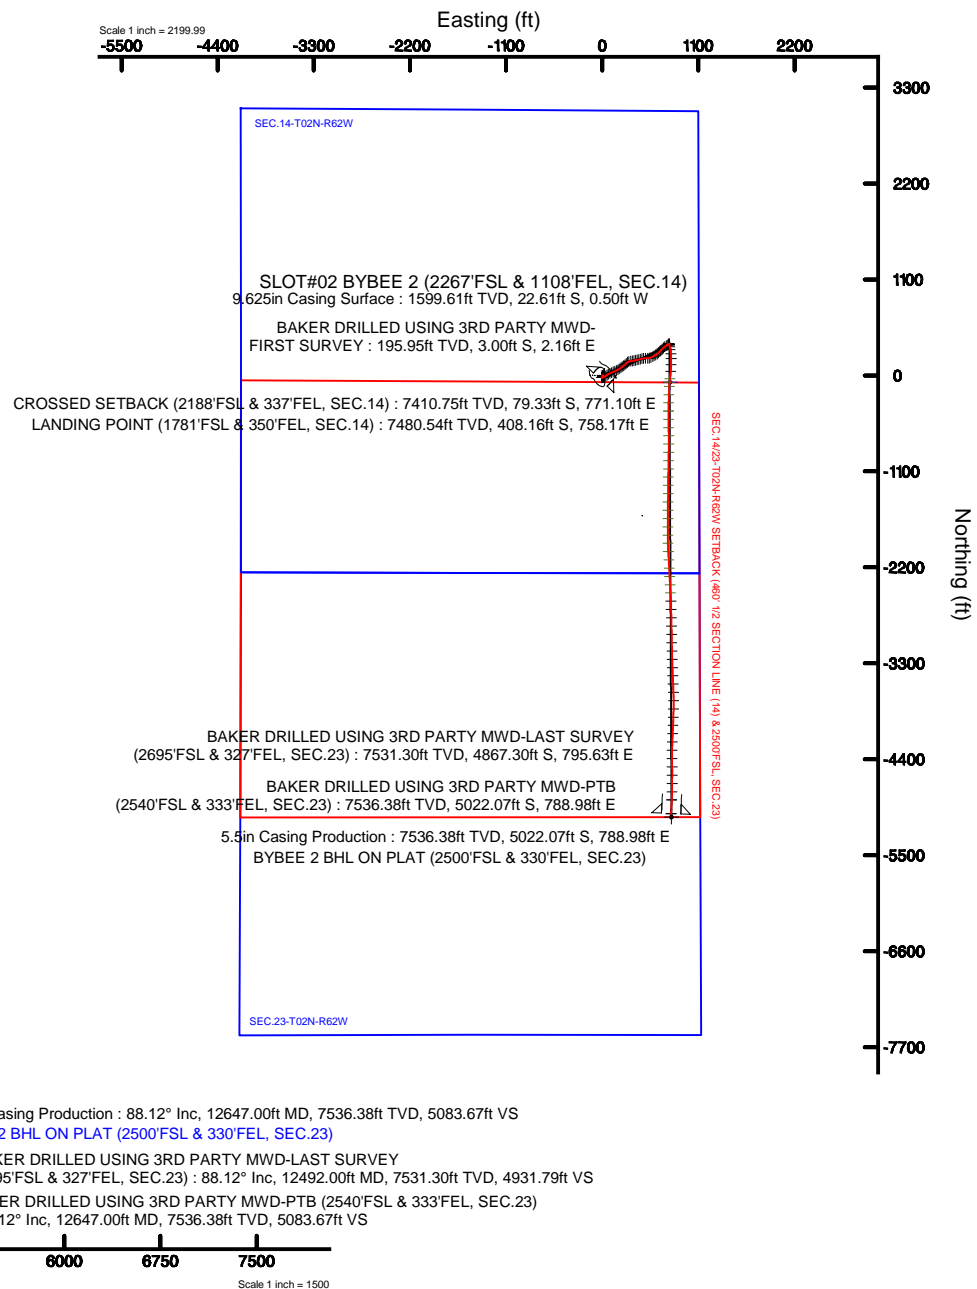 Easting (ft)
Scale 1 inch = 2199.99
-5500 -4400 -3300 -2200 -1100 0 1100 2200
3300
2200
1100
0
-1100
-2200
-3300
-4400
-5500
-6600
-7700
Northing (ft)
SEC.14-T02N-R62W
SLOT#02 BYBEE 2 (2267'FSL & 1108'FEL, SEC.14)
9.625in Casing Surface : 1599.61ft TVD, 22.61ft S, 0.50ft W
BAKER DRILLED USING 3RD PARTY MWD-
FIRST SURVEY : 195.95ft TVD, 3.00ft S, 2.16ft E
CROSSED SETBACK (2188'FSL & 337'FEL, SEC.14) : 7410.75ft TVD, 79.33ft S, 771.10ft E
LANDING POINT (1781'FSL & 350'FEL, SEC.14) : 7480.54ft TVD, 408.16ft S, 758.17ft E
SEC.14/23-T02N-R62W SETBACK (460' 1/2 SECTION LINE (14) & 2500'FSL, SEC.23)
BAKER DRILLED USING 3RD PARTY MWD-LAST SURVEY
(2695'FSL & 327'FEL, SEC.23) : 7531.30ft TVD, 4867.30ft S, 795.63ft E
BAKER DRILLED USING 3RD PARTY MWD-PTB
(2540'FSL & 333'FEL, SEC.23) : 7536.38ft TVD, 5022.07ft S, 788.98ft E
5.5in Casing Production : 7536.38ft TVD, 5022.07ft S, 788.98ft E
BYBEE 2 BHL ON PLAT (2500'FSL & 330'FEL, SEC.23)
SEC.23-T02N-R62W
asing Production : 88.12° Inc, 12647.00ft MD, 7536.38ft TVD, 5083.67ft VS
2 BHL ON PLAT (2500'FSL & 330'FEL, SEC.23)
KER DRILLED USING 3RD PARTY MWD-LAST SURVEY
95'FSL & 327'FEL, SEC.23) : 88.12° Inc, 12492.00ft MD, 7531.30ft TVD, 4931.79ft VS
ER DRILLED USING 3RD PARTY MWD-PTB (2540'FSL & 333'FEL, SEC.23)
12° Inc, 12647.00ft MD, 7536.38ft TVD, 5083.67ft VS
6000 6750 7500
Scale 1 inch = 1500